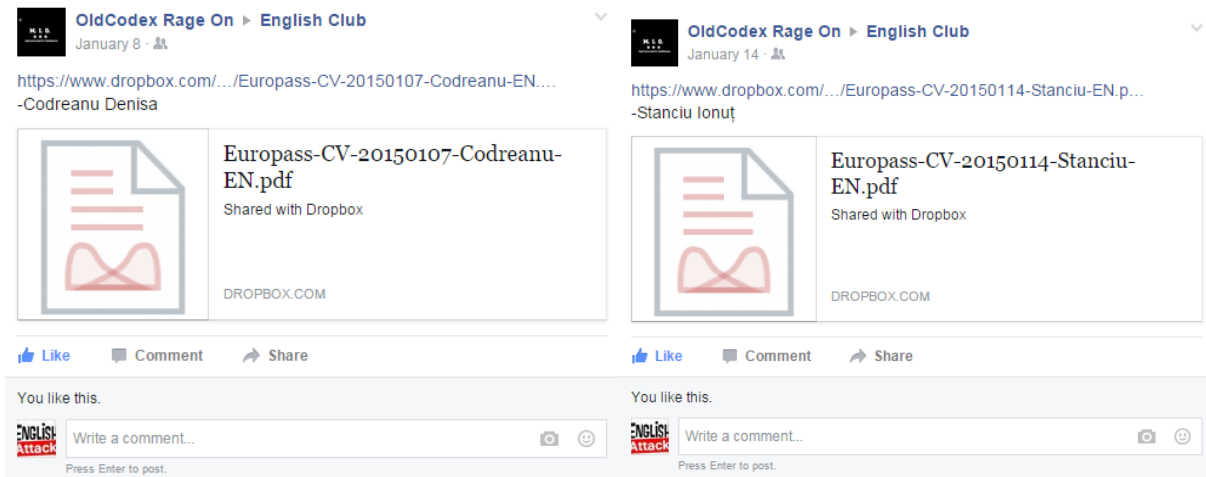 OldCodex Rage On ▸ English Club
January 8 ·
https://www.dropbox.com/…/Europass-CV-20150107-Codreanu-EN.…
-Codreanu Denisa
Europass-CV-20150107-Codreanu-
EN.pdf
Shared with Dropbox
DROPBOX.COM
Like Comment Share
You like this.
ENGLISH
Attack
Write a comment...
Press Enter to post.
OldCodex Rage On ▸ English Club
January 14 ·
https://www.dropbox.com/…/Europass-CV-20150114-Stanciu-EN.p…
-Stanciu Ionuț
Europass-CV-20150114-Stanciu-
EN.pdf
Shared with Dropbox
DROPBOX.COM
Like Comment Share
You like this.
ENGLISH
Attack
Write a comment...
Press Enter to post.